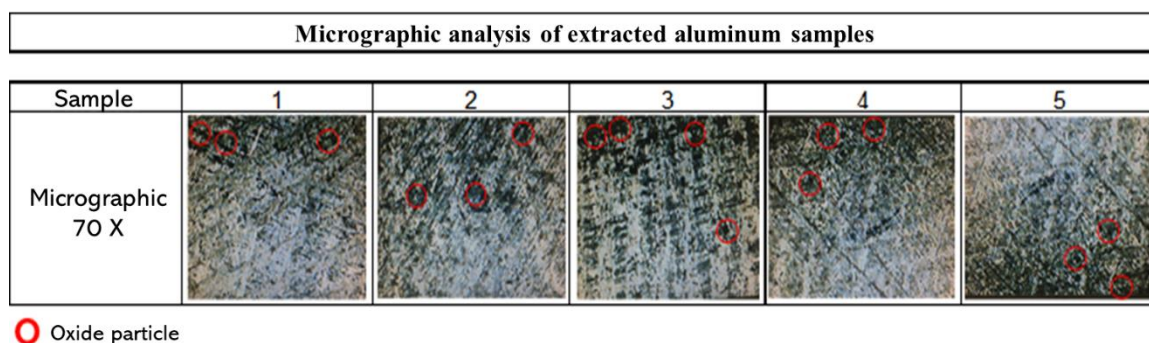 Micrographic analysis of extracted aluminum samples
Sample 1 2 3 4 5
Micrographic
70 X
Oxide particle